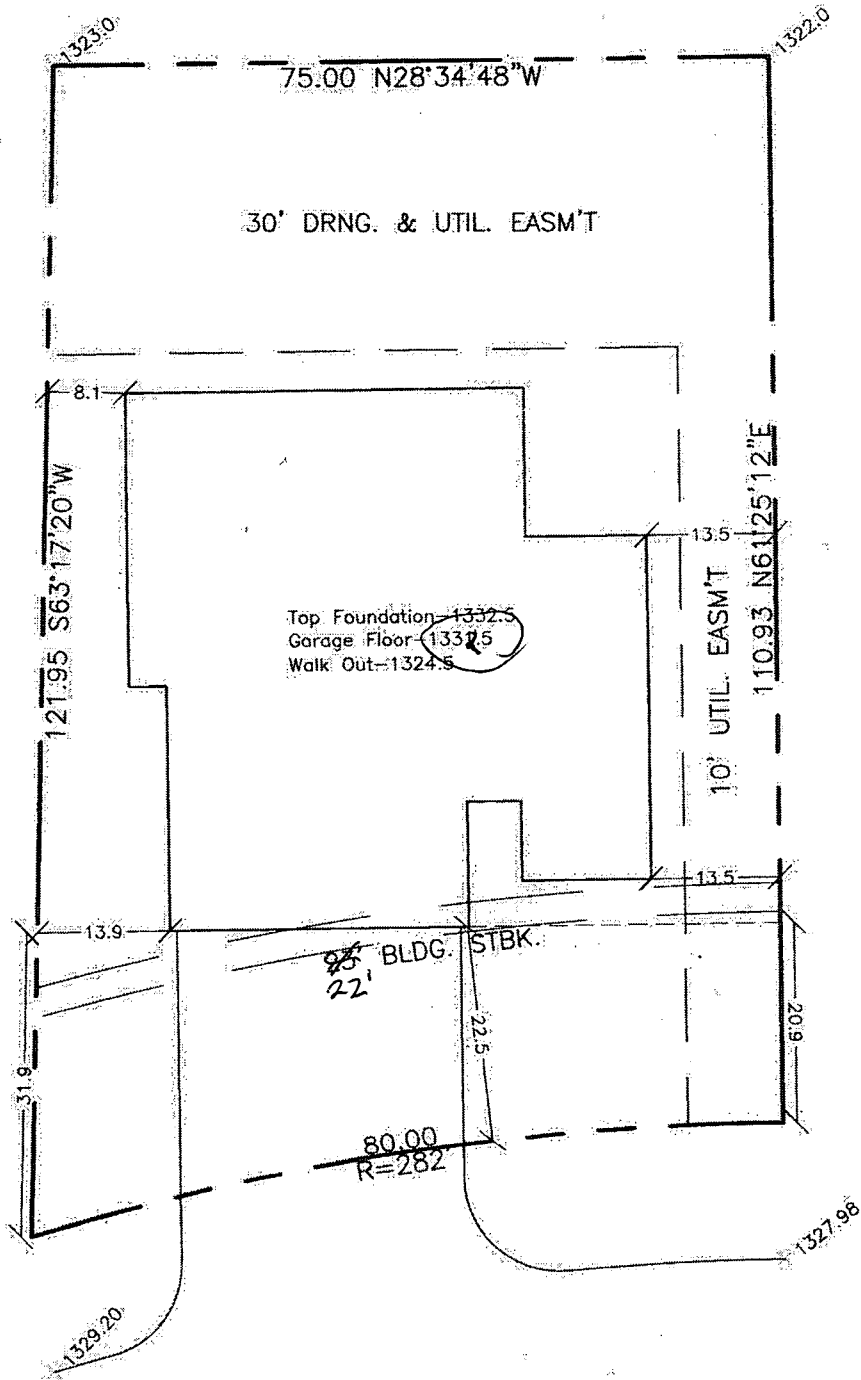 1323.0
1322.0
75.00 N28°34'48"W
30' DRNG. & UTIL. EASM'T
8.1
121.95 S63°17'20"W
13.5
110.93 N61°25'12"E
10' UTIL. EASM'T
Top Foundation-1332.5
Garage Floor-
Walk Out-1324.5
13.5
13.9
BLDG. STBK.
22'
22.5
20.9
31.9
80.00
R=282'
1327.98
1329.20